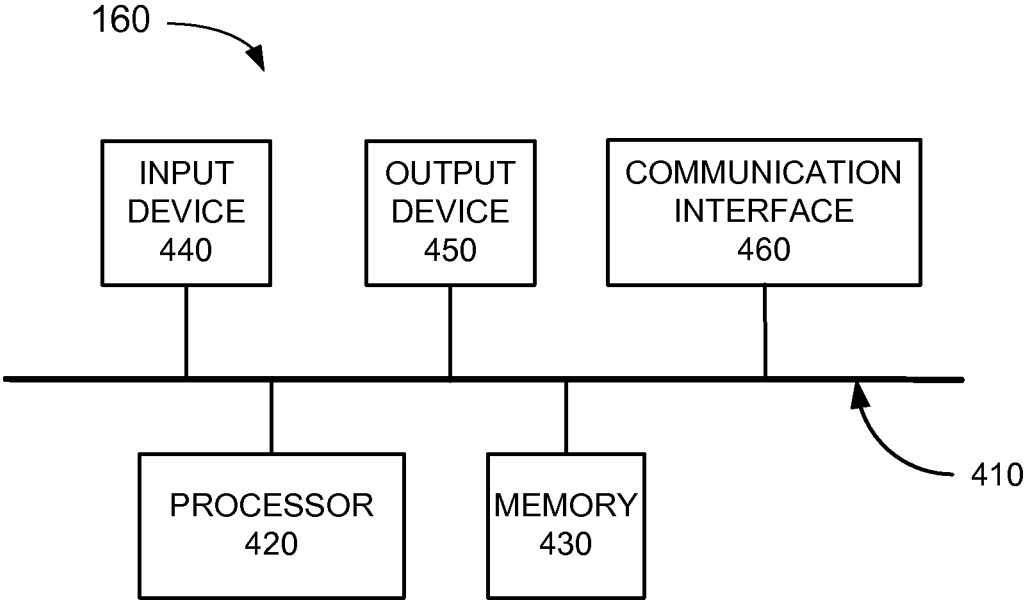 160
INPUT
DEVICE
440
OUTPUT
DEVICE
450
COMMUNICATION
INTERFACE
460
410
PROCESSOR
420
MEMORY
430